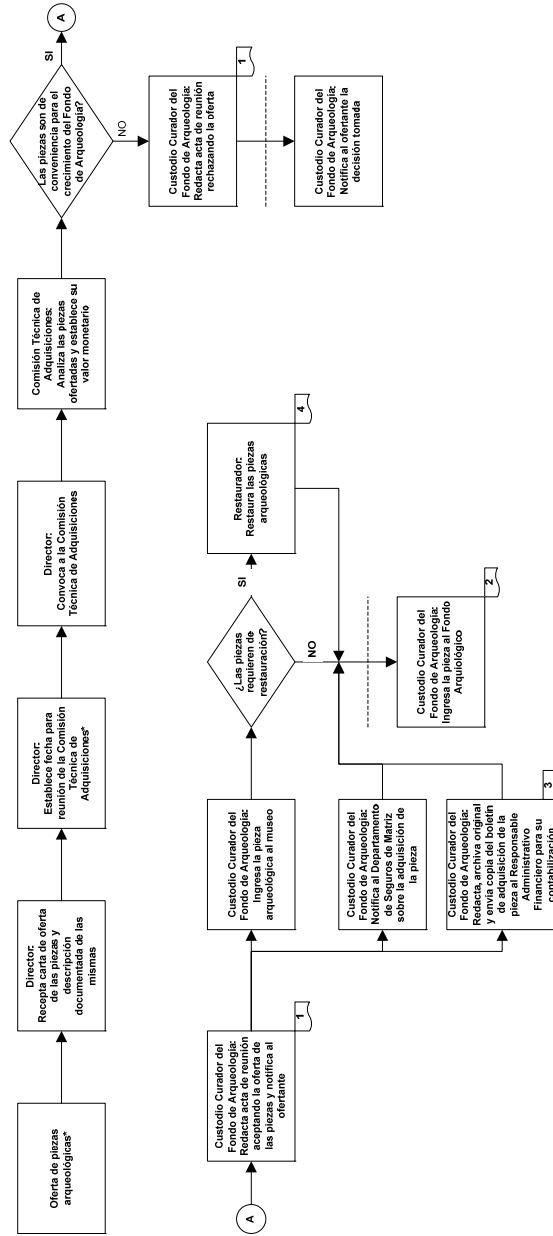 Oferta de piezas
arqueológicas*
Director:
Recepta carta de oferta
de las piezas y
descripción
documentada de las
mismas
Director:
Establece fecha para
reunión de la Comisión
Técnica de
Adquisiciones*
Director:
Convoca a la Comisión
Técnica de Adquisiciones
Comisión Técnica de
Adquisiciones:
Analiza las piezas
ofertadas y establece su
valor monetario
Las piezas son de
conveniencia para el
crecimiento del Fondo
de Arqueología?
SI
A
NO
Custodio Curador del
Fondo de Arqueología:
Redacta acta de reunión
rechazando la oferta
1
Custodio Curador del
Fondo de Arqueología:
Notifica al ofertante la
decisión tomada
A
Custodio Curador del
Fondo de Arqueología:
Redacta acta de reunión
aceptando la oferta de
las piezas y notifica al
ofertante
1
Custodio Curador del
Fondo de Arqueología:
Ingresa la pieza
arqueológica al museo
¿Las piezas
requieren de
restauración?
SI
Restaurador:
Restaura las piezas
arqueológicas
4
NO
Custodio Curador del
Fondo de Arqueología:
Notifica al Departamento
de Seguros de Matriz
sobre la adquisición de
la pieza
Custodio Curador del
Fondo de Arqueología:
Ingresa la pieza al Fondo
Arquiológico
2
Custodio Curador del
Fondo de Arqueología:
Redacta, archiva original
y envía copia del boletín
de adquisición de la
pieza al Responsable
Administrativo
Financiero para su
contabilización
3